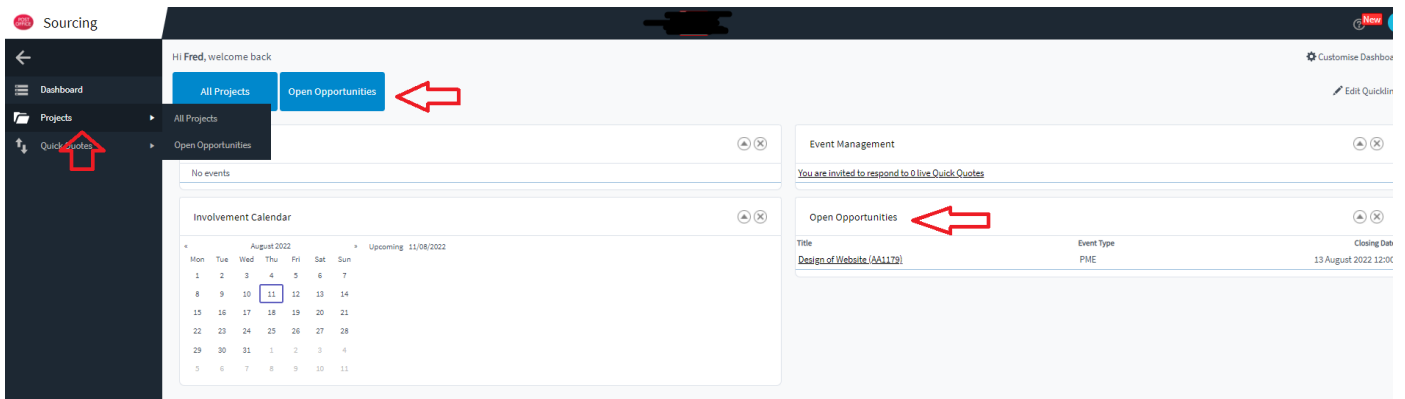 POST OFFICE Sourcing
New
Hi Fred, welcome back
Customise Dashboa
Dashboard
All Projects Open Opportunities
Edit Quicklin
Projects
All Projects
Quick Quotes
Open Opportunities
No events
Event Management
You are invited to respond to 0 live Quick Quotes
Involvement Calendar
« August 2022 » Upcoming 11/08/2022
Mon Tue Wed Thu Fri Sat Sun
1 2 3 4 5 6 7
8 9 10 11 12 13 14
15 16 17 18 19 20 21
22 23 24 25 26 27 28
29 30 31 1 2 3 4
5 6 7 8 9 10 11
Open Opportunities
Title Event Type Closing Dat
Design of Website (AA1179) PME 13 August 2022 12:00